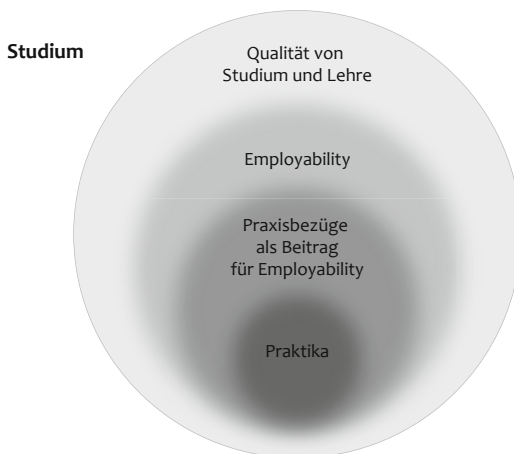 Studium
Qualität von
Studium und Lehre
Employability
Praxisbezüge
als Beitrag
für Employability
Praktika